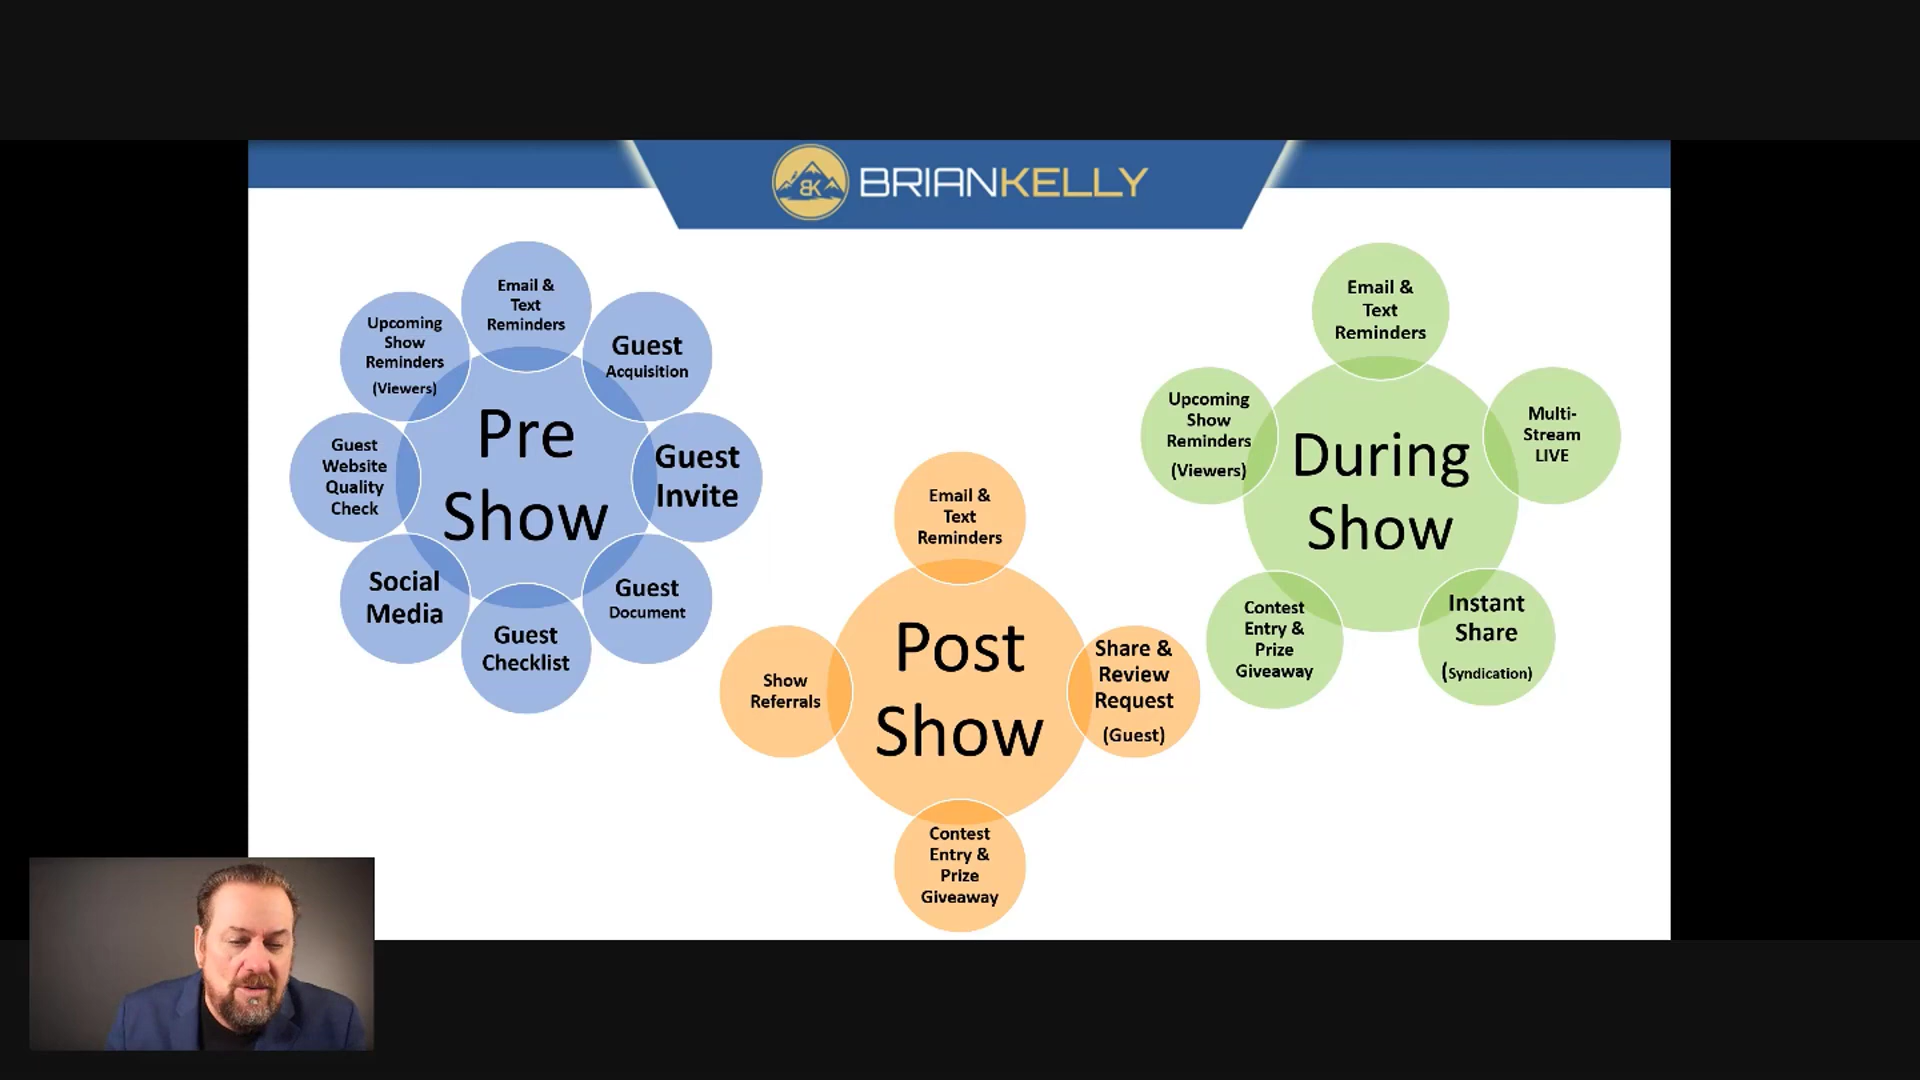 BK
BRIANKELLY
Pre
Show
Email &
Text
Reminders
Guest
Acquisition
Guest
Invite
Guest
Document
Guest
Checklist
Social
Media
Guest
Website
Quality
Check
Upcoming
Show
Reminders
(Viewers)
Post
Show
Email &
Text
Reminders
Share &
Review
Request
(Guest)
Contest
Entry &
Prize
Giveaway
Show
Referrals
During
Show
Email &
Text
Reminders
Multi-
Stream
LIVE
Instant
Share
(Syndication)
Contest
Entry &
Prize
Giveaway
Upcoming
Show
Reminders
(Viewers)